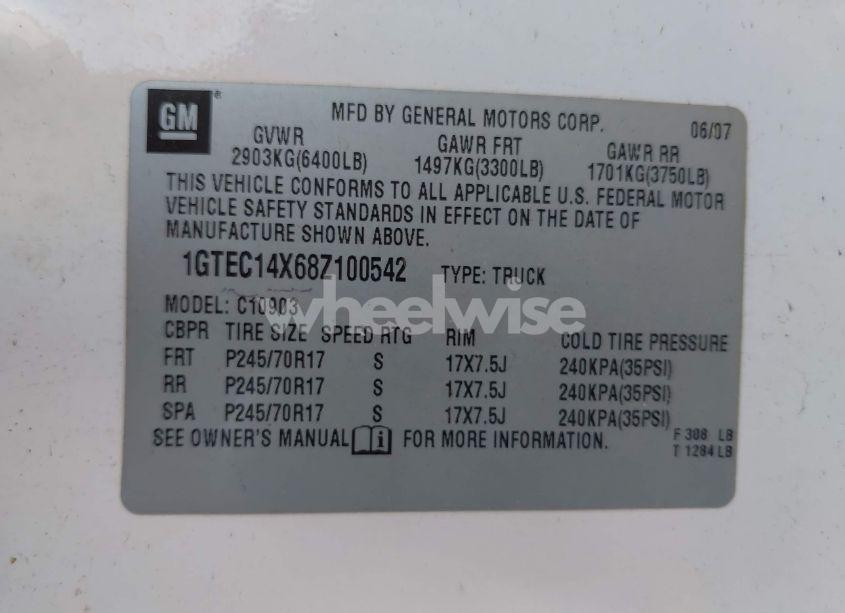 GM ® MFD BY GENERAL MOTORS CORP. 06/07
GVWR GAWR FRT GAWR RR
2903KG(6400LB) 1497KG(3300LB) 1701KG(3750LB)
THIS VEHICLE CONFORMS TO ALL APPLICABLE U.S. FEDERAL MOTOR
VEHICLE SAFETY STANDARDS IN EFFECT ON THE DATE OF
MANUFACTURE SHOWN ABOVE.
1GTEC14X68Z100542 TYPE: TRUCK
wheelwise
MODEL: C10903
CBPR TIRE SIZE SPEED RTG RIM COLD TIRE PRESSURE
FRT P245/70R17 S 17X7.5J 240KPA(35PSI)
RR P245/70R17 S 17X7.5J 240KPA(35PSI)
SPA P245/70R17 S 17X7.5J 240KPA(35PSI)
SEE OWNER'S MANUAL i FOR MORE INFORMATION.
F 308 LB
T 1284 LB